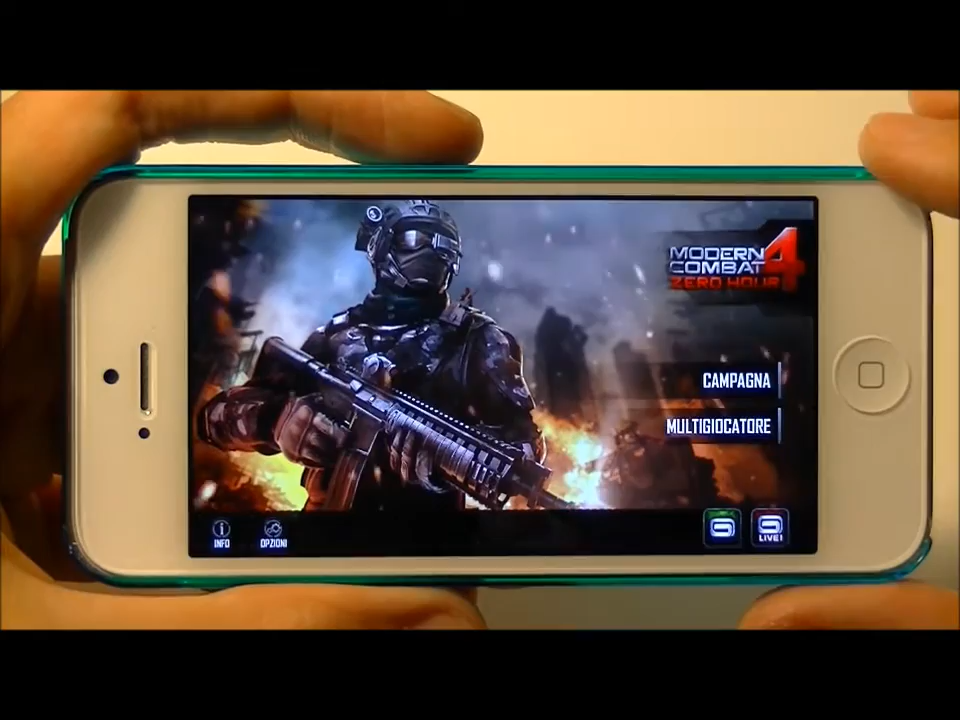 MODERN
COMBAT 4
ZERO HOUR
CAMPAGNA
MULTIGIOCATORE
INFO
OPZIONI
LIVE!